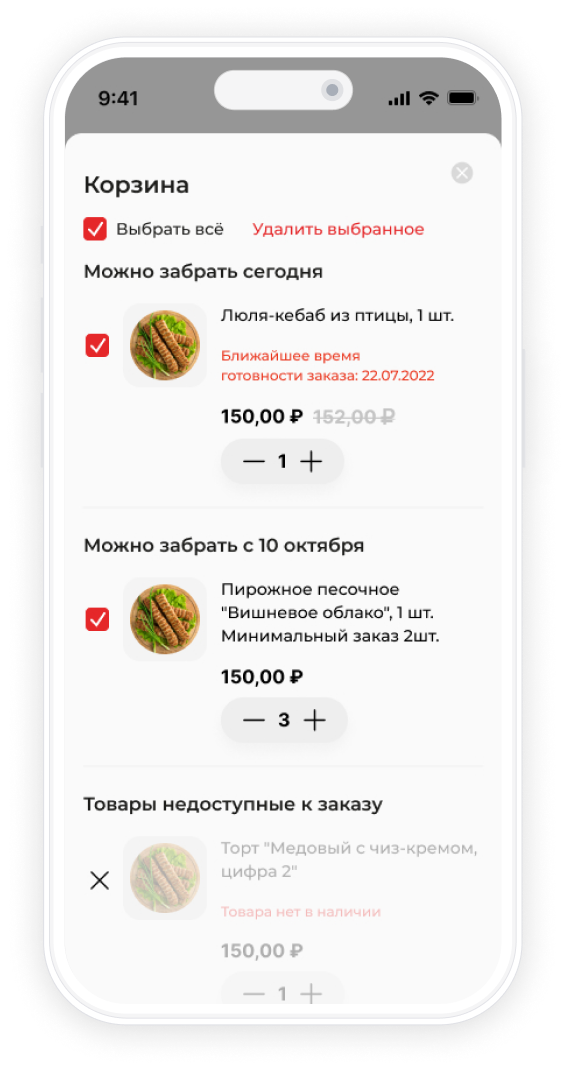 9:41
Корзина
Выбрать всё Удалить выбранное
Можно забрать сегодня
Люля-кебаб из птицы, 1 шт.
Ближайшее время
готовности заказа: 22.07.2022
150,00 ₽ 152,00 ₽
1
Можно забрать с 10 октября
Пирожное песочное
"Вишневое облако", 1 шт.
Минимальный заказ 2шт.
150,00 ₽
3
Товары недоступные к заказу
Торт "Медовый с чиз-кремом,
цифра 2"
Товара нет в наличии
150,00 ₽
1